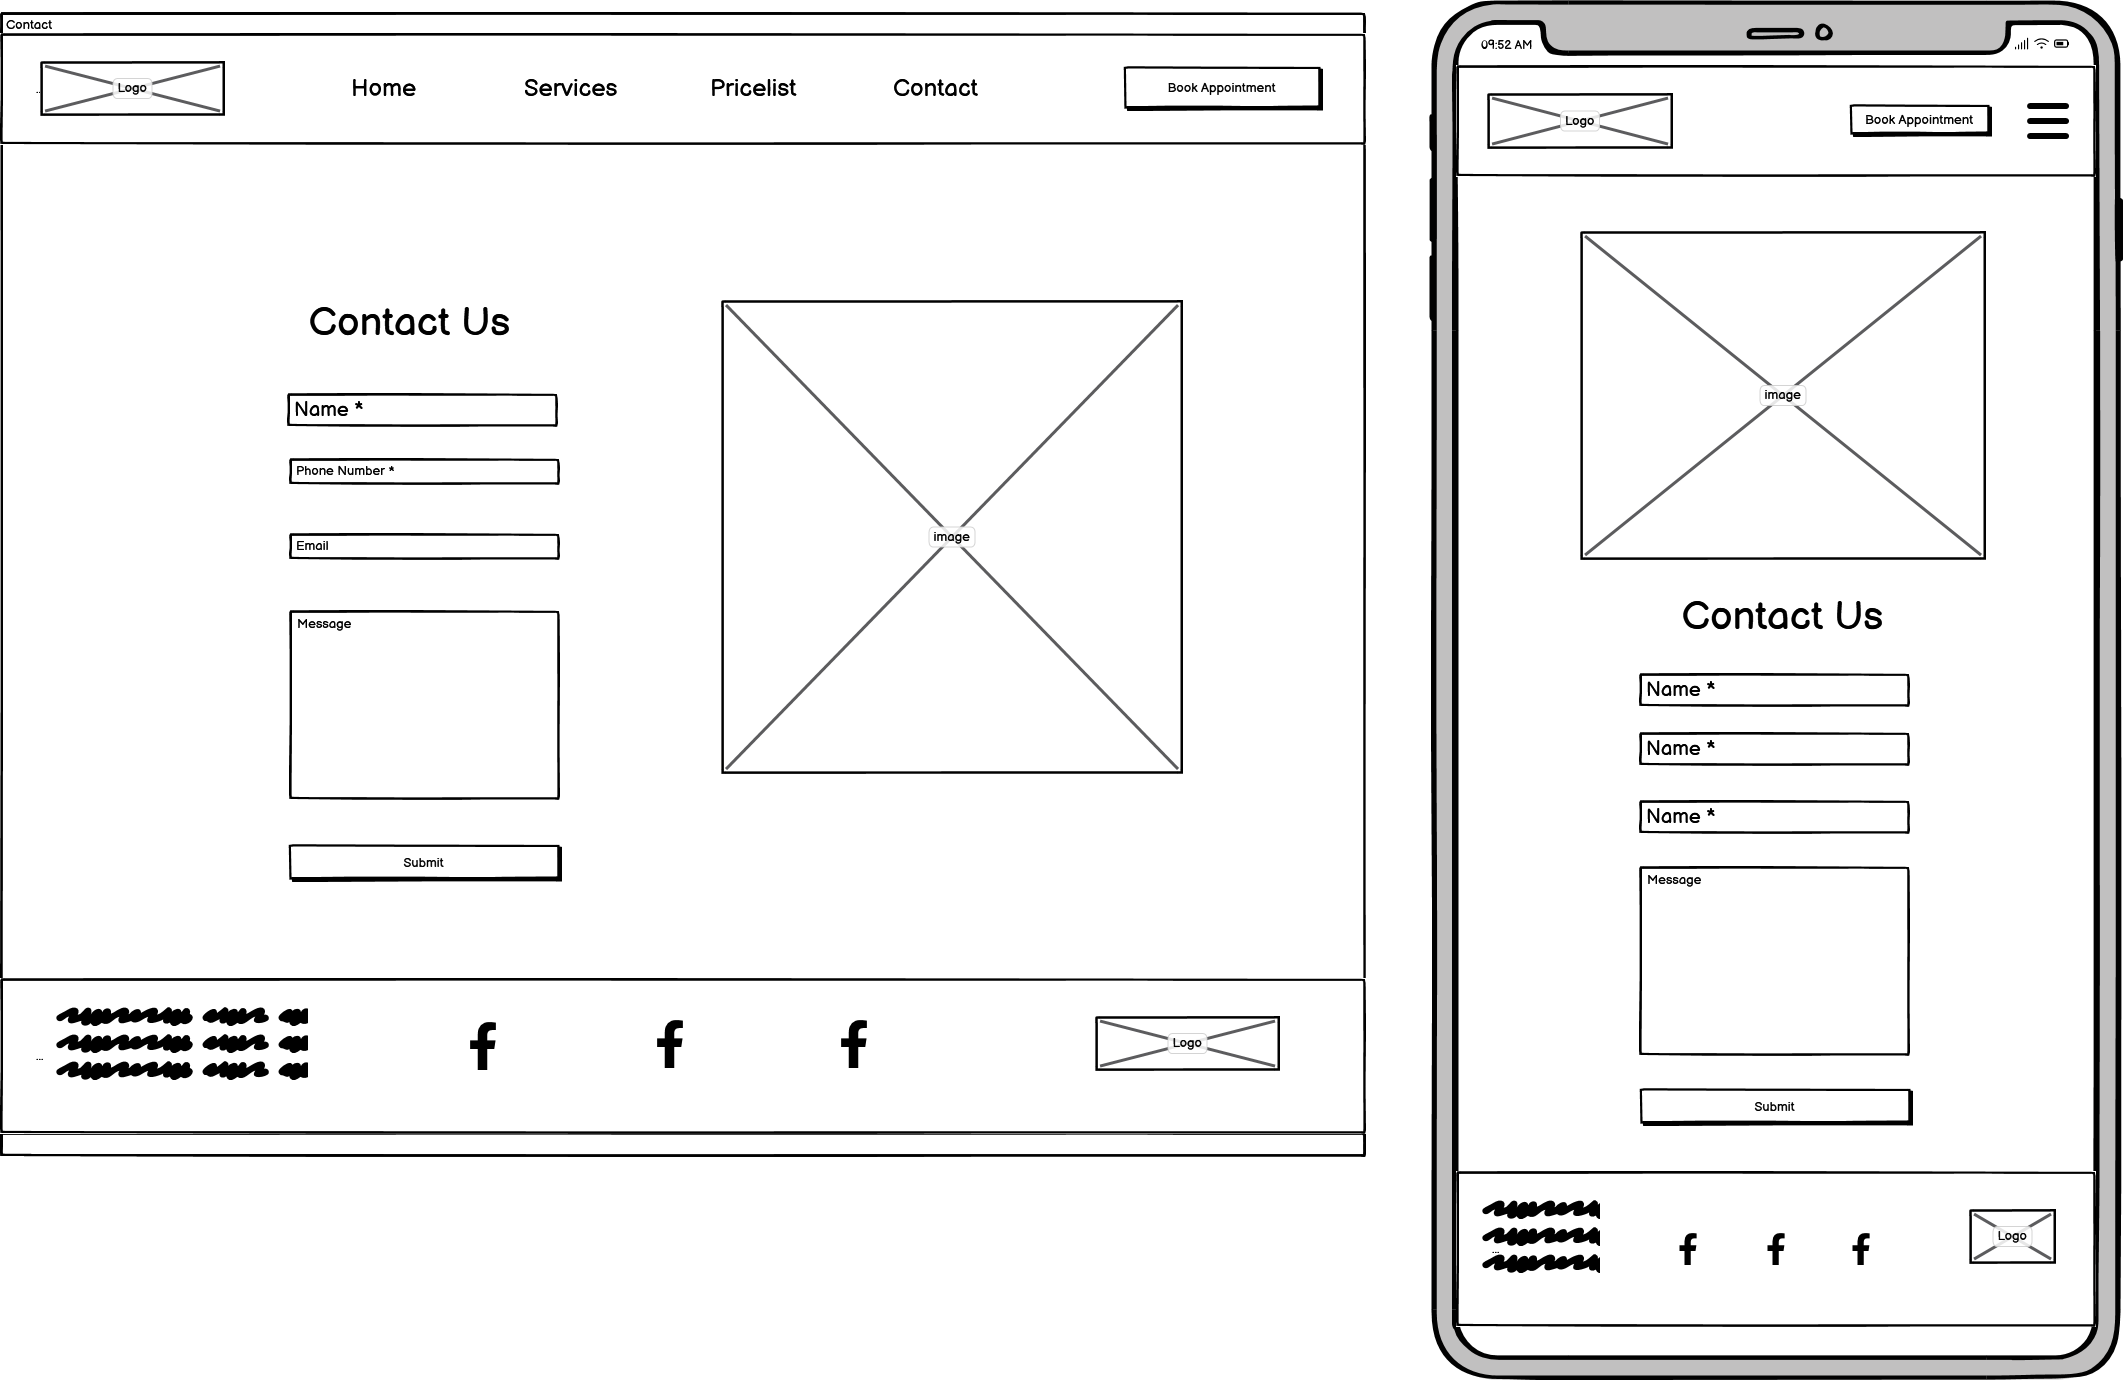 Contact
Logo
Home
Services
Pricelist
Contact
Book Appointment
Contact Us
Name *
Phone Number *
Email
Message
Submit
image
...
Logo
09:52 AM
Logo
Book Appointment
image
Contact Us
Name *
Name *
Name *
Message
Submit
...
Logo